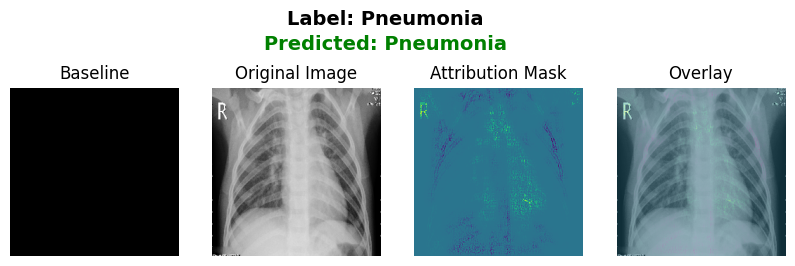 Label: Pneumonia
Predicted: Pneumonia
Baseline
Original Image
Attribution Mask
Overlay
R
R
R